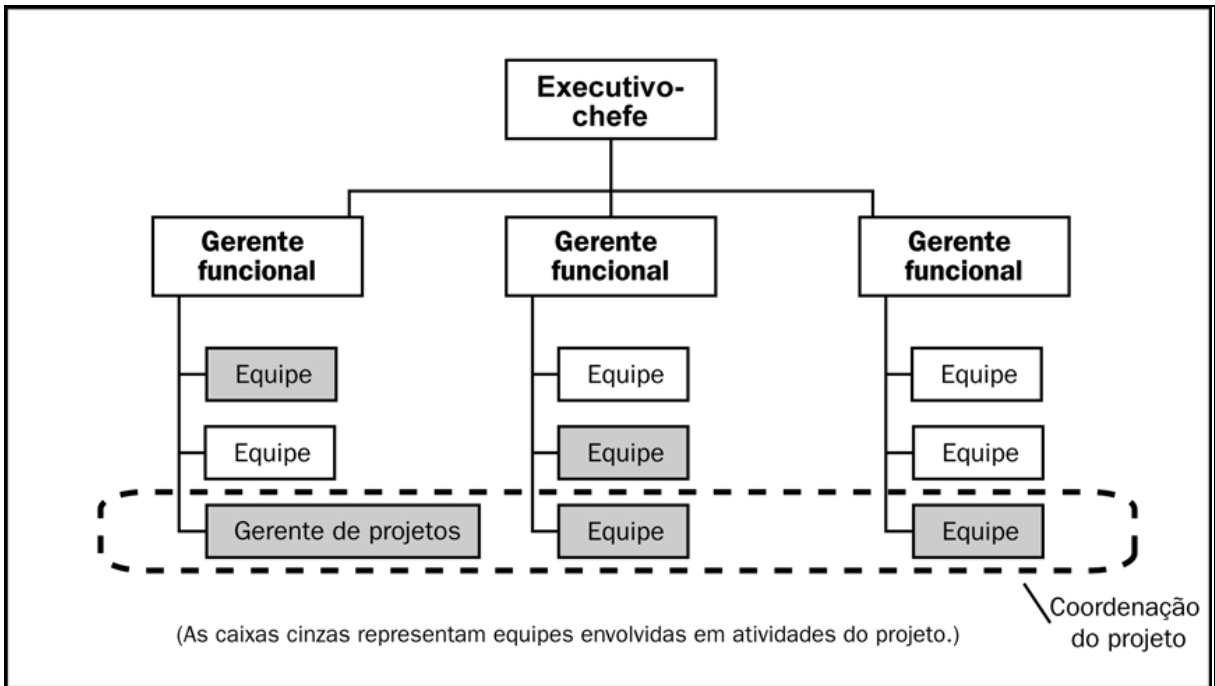 Executivo-
chefe
Gerente
funcional
Gerente
funcional
Gerente
funcional
Equipe
Equipe
Equipe
Equipe
Equipe
Equipe
Gerente de projetos
Equipe
Equipe
Coordenação
do projeto
(As caixas cinzas representam equipes envolvidas em atividades do projeto.)